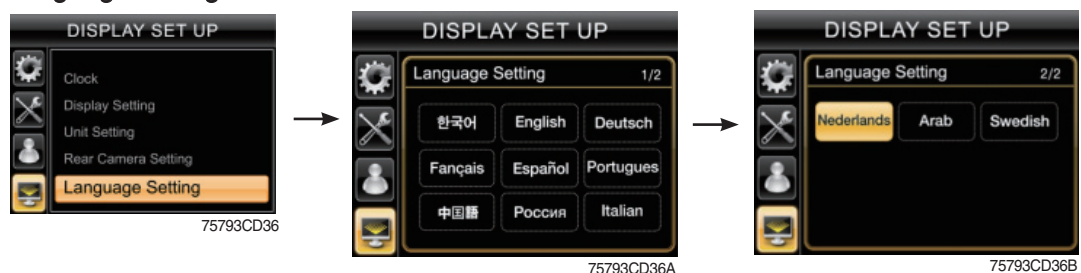 DISPLAY SET UP
Clock
Display Setting
Unit Setting
Rear Camera Setting
Language Setting
75793CD36
DISPLAY SET UP
Language Setting 1/2
한국어 English Deutsch
Fançais Español Portugues
中国語 Россия Italian
75793CD36A
DISPLAY SET UP
Language Setting 2/2
Nederlands Arab Swedish
75793CD36B